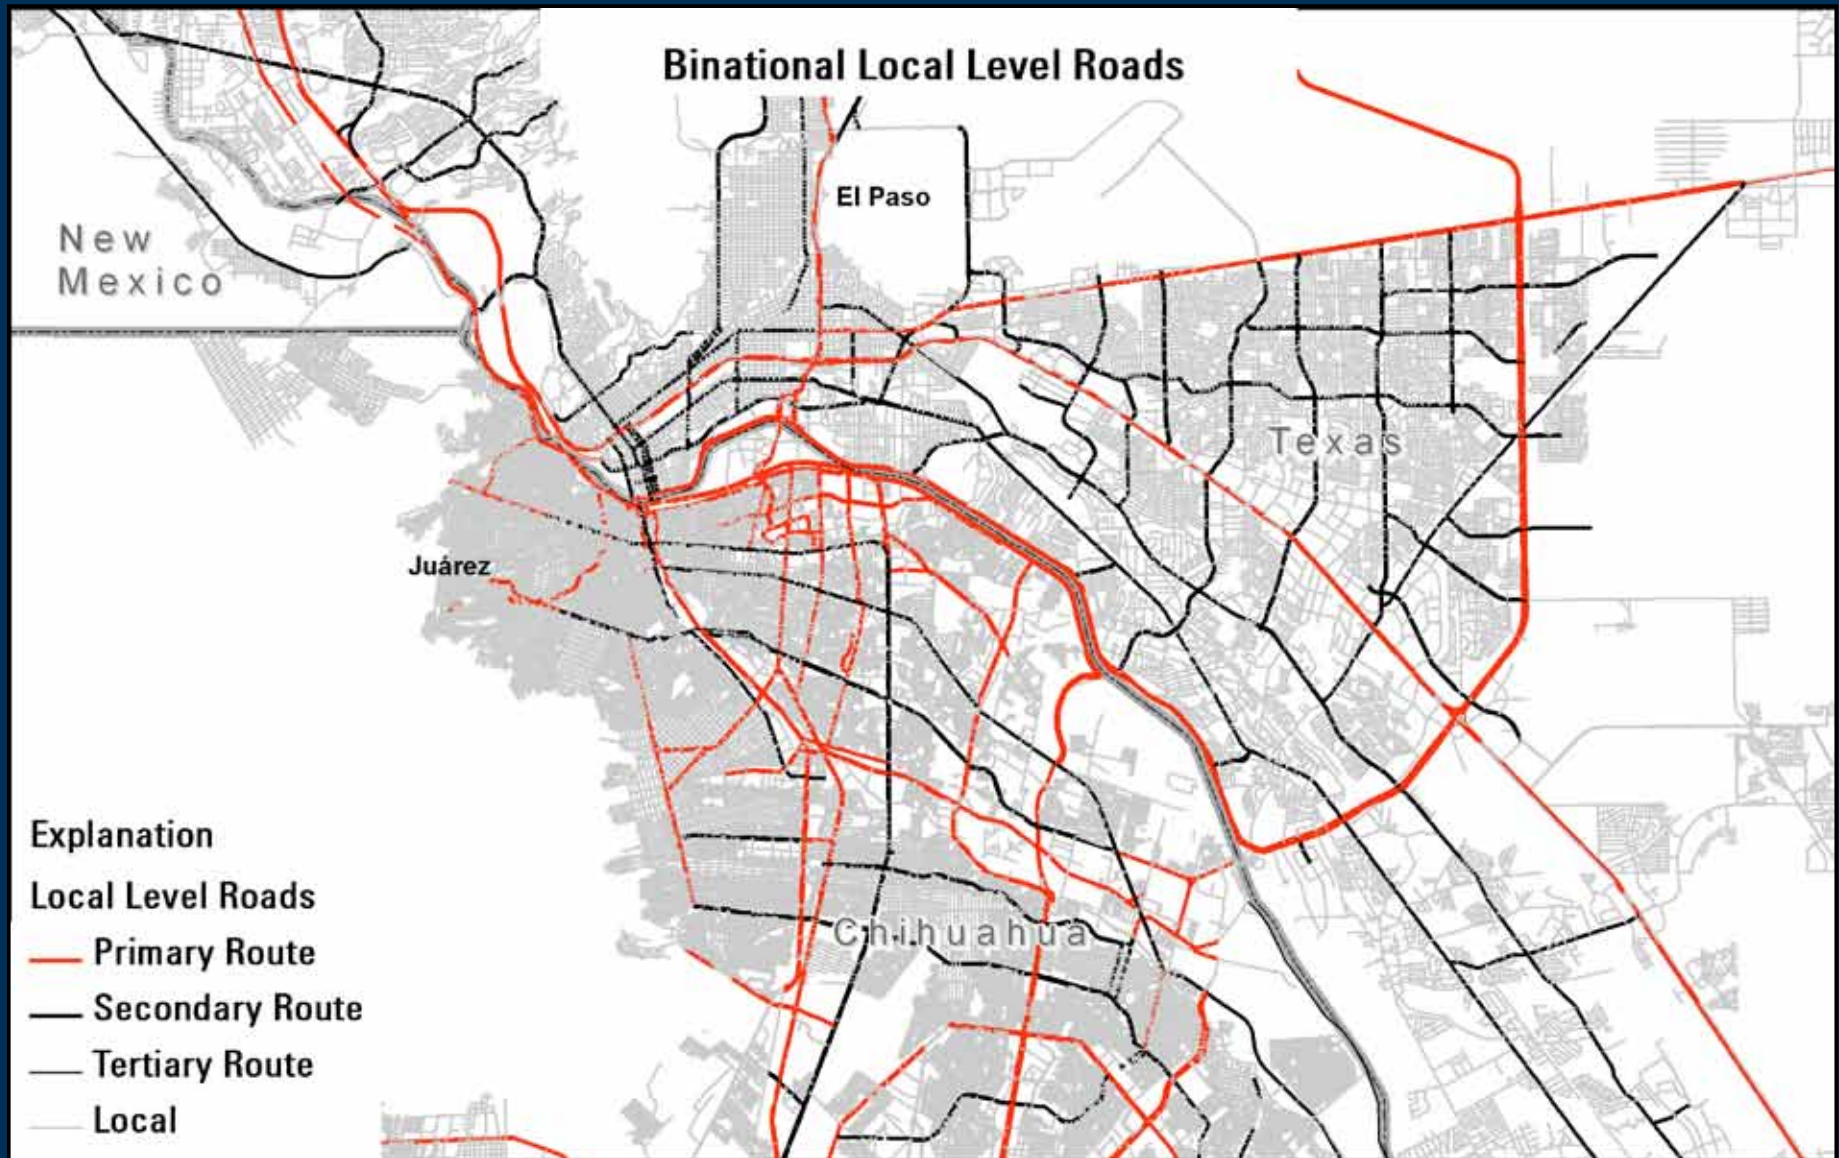 Binational Local Level Roads
El Paso
New
Mexico
Texas
Juárez
Chihuahua
Explanation
Local Level Roads
Primary Route
Secondary Route
Tertiary Route
Local